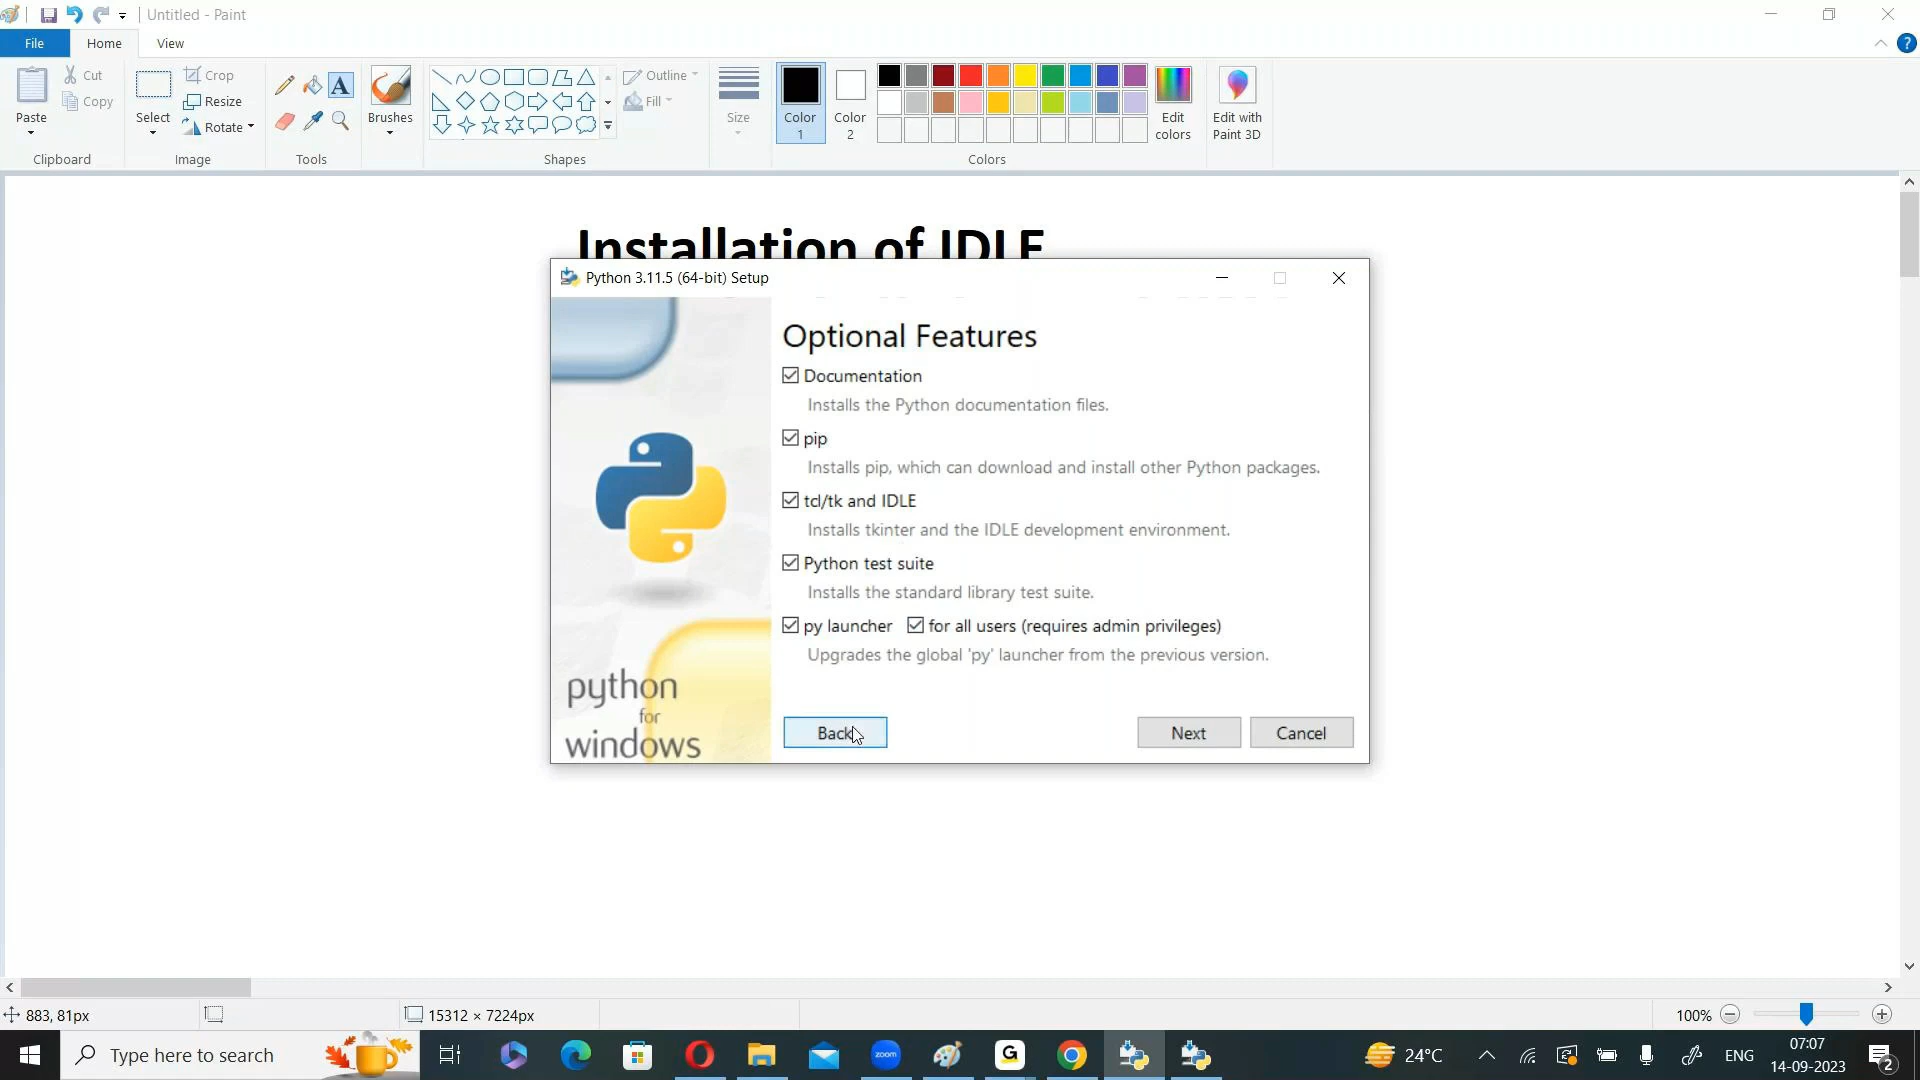 Untitled - Paint
File
Home
View
Paste
Cut
Copy
Clipboard
Select
Crop
Resize
Rotate
Image
A
Tools
Brushes
Shapes
Outline
Fill
Size
Color
1
Color
2
Edit
colors
Colors
Edit with
Paint 3D
?
Installation of IDLE
Python 3.11.5 (64-bit) Setup
Optional Features
Documentation
Installs the Python documentation files.
pip
Installs pip, which can download and install other Python packages.
tcl/tk and IDLE
Installs tkinter and the IDLE development environment.
Python test suite
Installs the standard library test suite.
py launcher for all users (requires admin privileges)
Upgrades the global 'py' launcher from the previous version.
python
for
windows
Back
Next
Cancel
883, 81px
15312 × 7224px
100%
Type here to search
zoom
G
24°C
ENG
07:07
14-09-2023
2